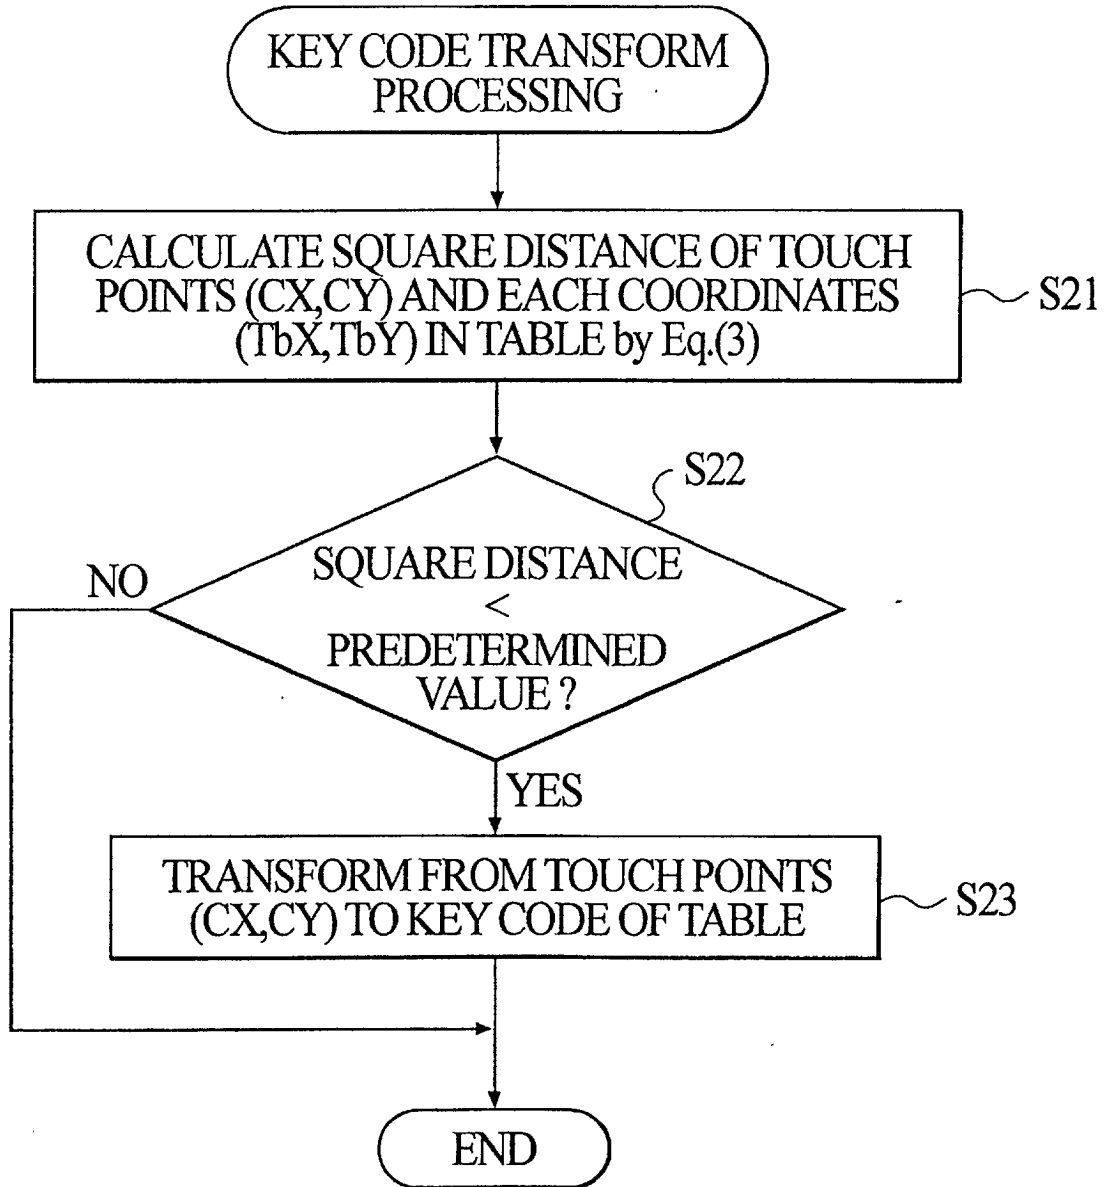 KEY CODE TRANSFORM
PROCESSING
CALCULATE SQUARE DISTANCE OF TOUCH
POINTS (CX,CY) AND EACH COORDINATES
(TbX,TbY) IN TABLE by Eq.(3)
S21
S22
SQUARE DISTANCE
<
PREDETERMINED
VALUE ?
NO
YES
TRANSFORM FROM TOUCH POINTS
(CX,CY) TO KEY CODE OF TABLE
S23
END